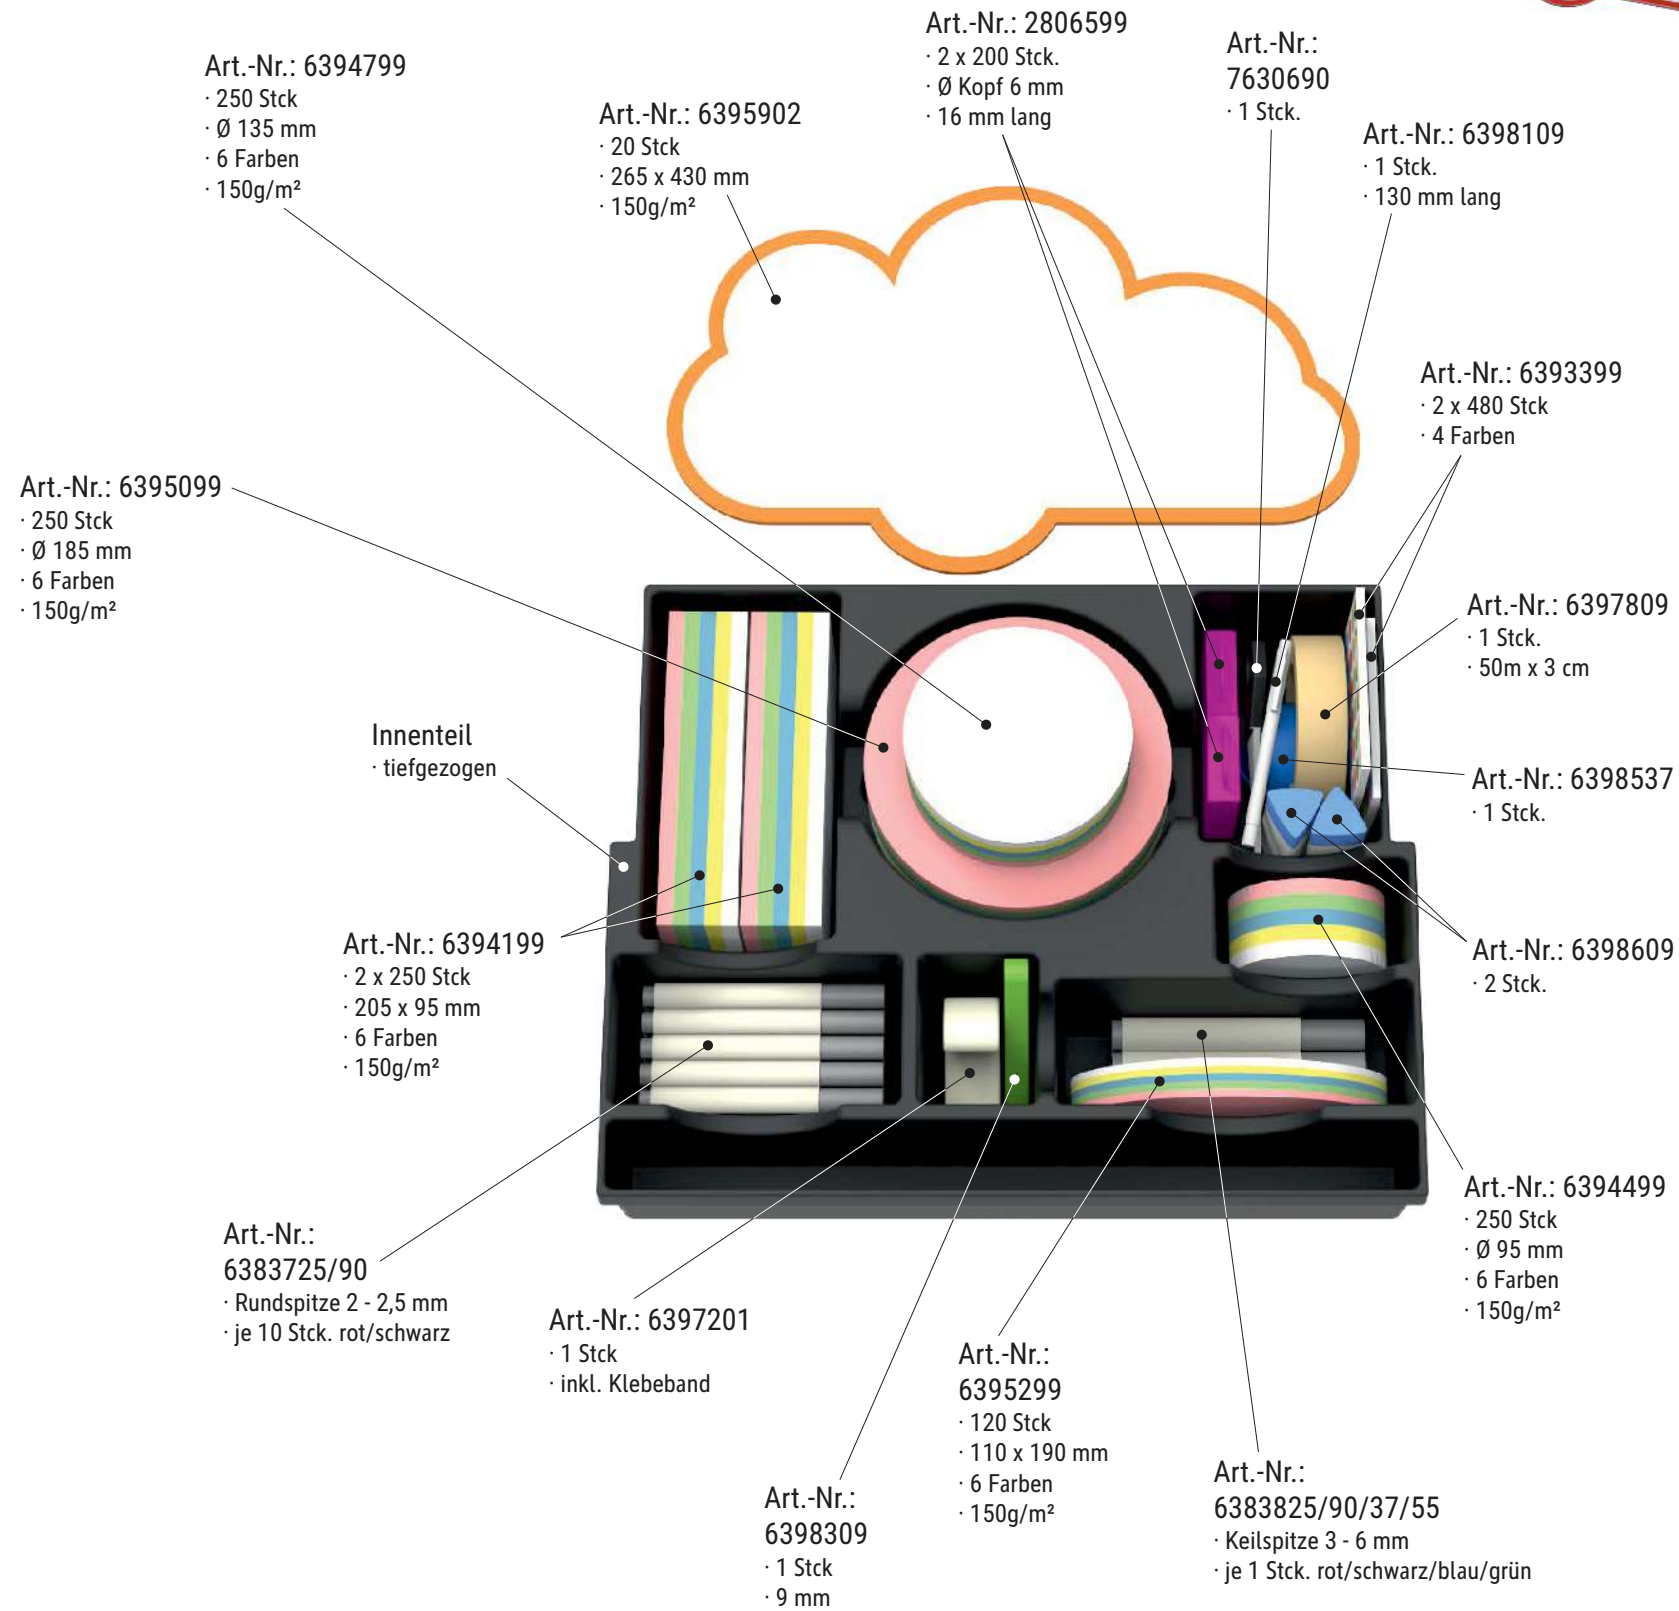 Art.-Nr.: 6394799
· 250 Stck
· Ø 135 mm
· 6 Farben
· 150g/m²
Art.-Nr.: 6395902
· 20 Stck
· 265 x 430 mm
· 150g/m²
Art.-Nr.: 2806599
· 2 x 200 Stck.
· Ø Kopf 6 mm
· 16 mm lang
Art.-Nr.:
7630690
· 1 Stck.
Art.-Nr.: 6398109
· 1 Stck.
· 130 mm lang
Art.-Nr.: 6393399
· 2 x 480 Stck
· 4 Farben
Art.-Nr.: 6395099
· 250 Stck
· Ø 185 mm
· 6 Farben
· 150g/m²
Art.-Nr.: 6397809
· 1 Stck.
· 50m x 3 cm
Innenteil
· tiefgezogen
Art.-Nr.: 6398537
· 1 Stck.
Art.-Nr.: 6394199
· 2 x 250 Stck
· 205 x 95 mm
· 6 Farben
· 150g/m²
Art.-Nr.: 6398609
· 2 Stck.
Art.-Nr.: 6394499
· 250 Stck
· Ø 95 mm
· 6 Farben
· 150g/m²
Art.-Nr.:
6383725/90
· Rundspitze 2 - 2,5 mm
· je 10 Stck. rot/schwarz
Art.-Nr.: 6397201
· 1 Stck
· inkl. Klebeband
Art.-Nr.:
6395299
· 120 Stck
· 110 x 190 mm
· 6 Farben
· 150g/m²
Art.-Nr.:
6398309
· 1 Stck
· 9 mm
Art.-Nr.:
6383825/90/37/55
· Keilspitze 3 - 6 mm
· je 1 Stck. rot/schwarz/blau/grün